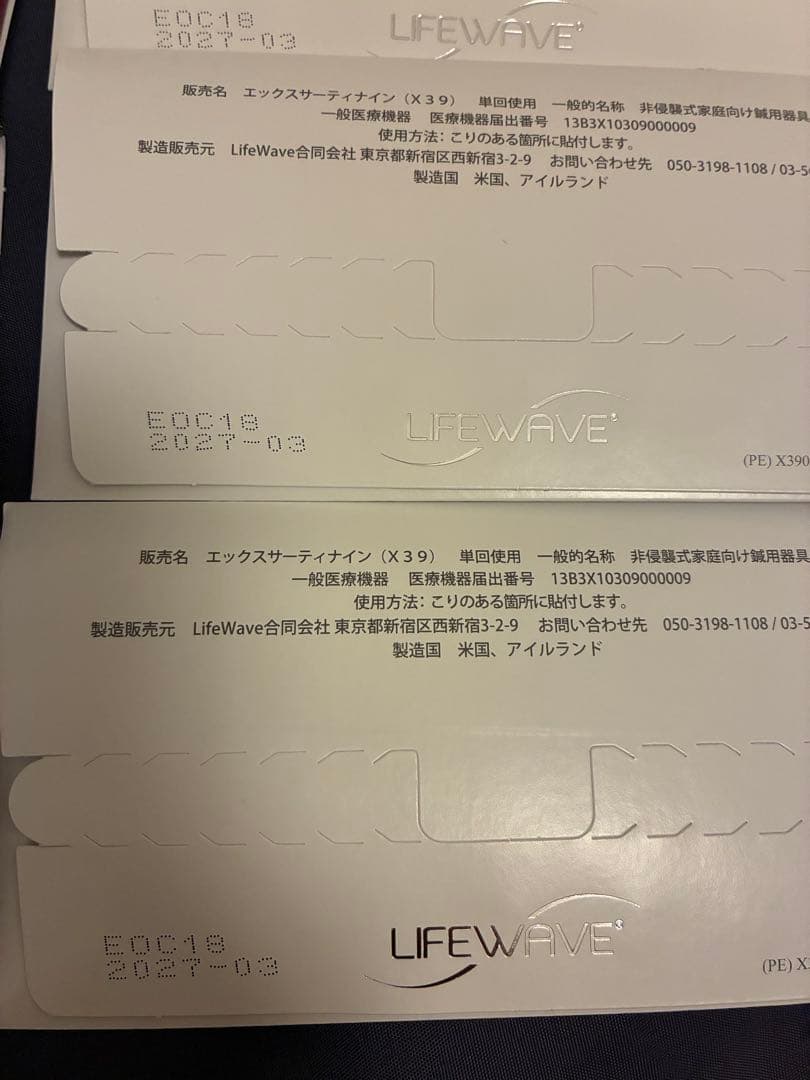 EOC18
2027-03
LIFEWAVE
販売名 エックスサーティナイン（X39） 単回使用 一般的名称 非侵襲式家庭向け鍼用器具
一般医療機器 医療機器届出番号 13B3X10309000009
使用方法：こりのある箇所に貼付します。
製造販売元 LifeWave合同会社 東京都新宿区西新宿3-2-9 お問い合わせ先 050-3198-1108 / 03-5
製造国 米国、アイルランド
EOC18
2027-03
LIFEWAVE
(PE) X390
販売名 エックスサーティナイン（X39） 単回使用 一般的名称 非侵襲式家庭向け鍼用器具
一般医療機器 医療機器届出番号 13B3X10309000009
使用方法：こりのある箇所に貼付します。
製造販売元 LifeWave合同会社 東京都新宿区西新宿3-2-9 お問い合わせ先 050-3198-1108 / 03-5
製造国 米国、アイルランド
EOC18
2027-03
LIFEWAVE
(PE) X